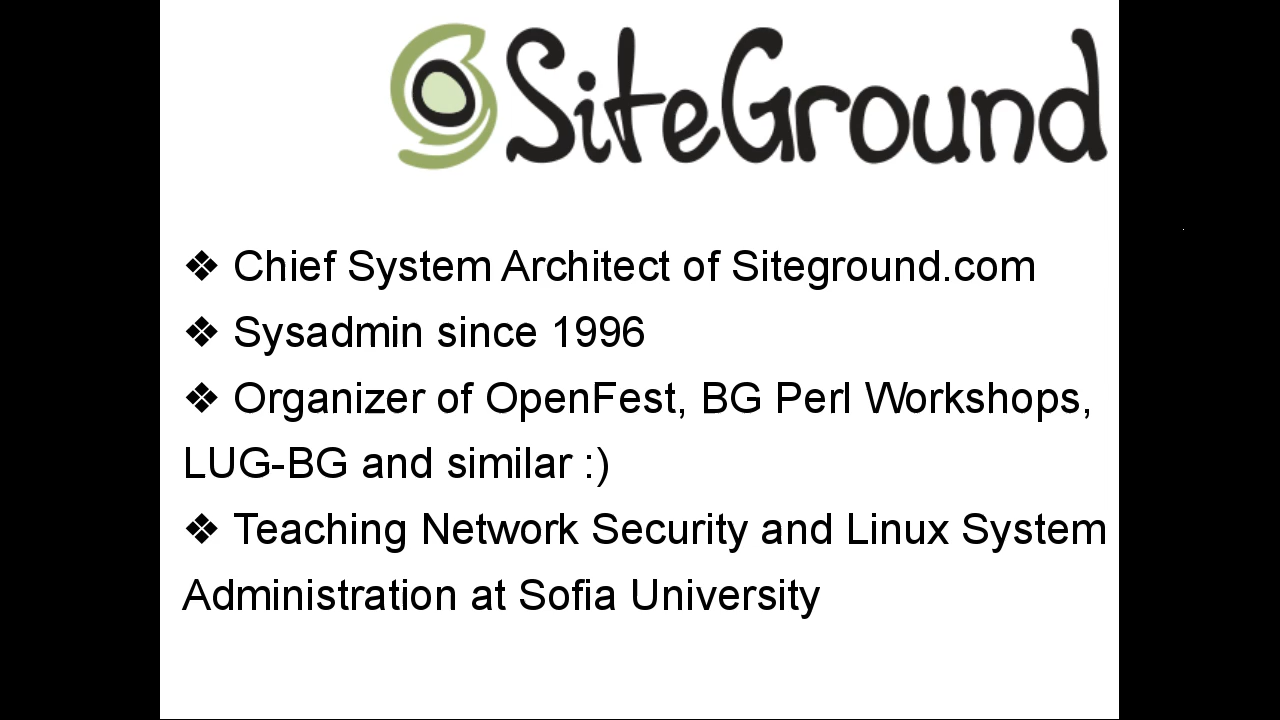 SiteGround
❖ Chief System Architect of Siteground.com
❖ Sysadmin since 1996
❖ Organizer of OpenFest, BG Perl Workshops,
LUG-BG and similar :)
❖ Teaching Network Security and Linux System
Administration at Sofia University